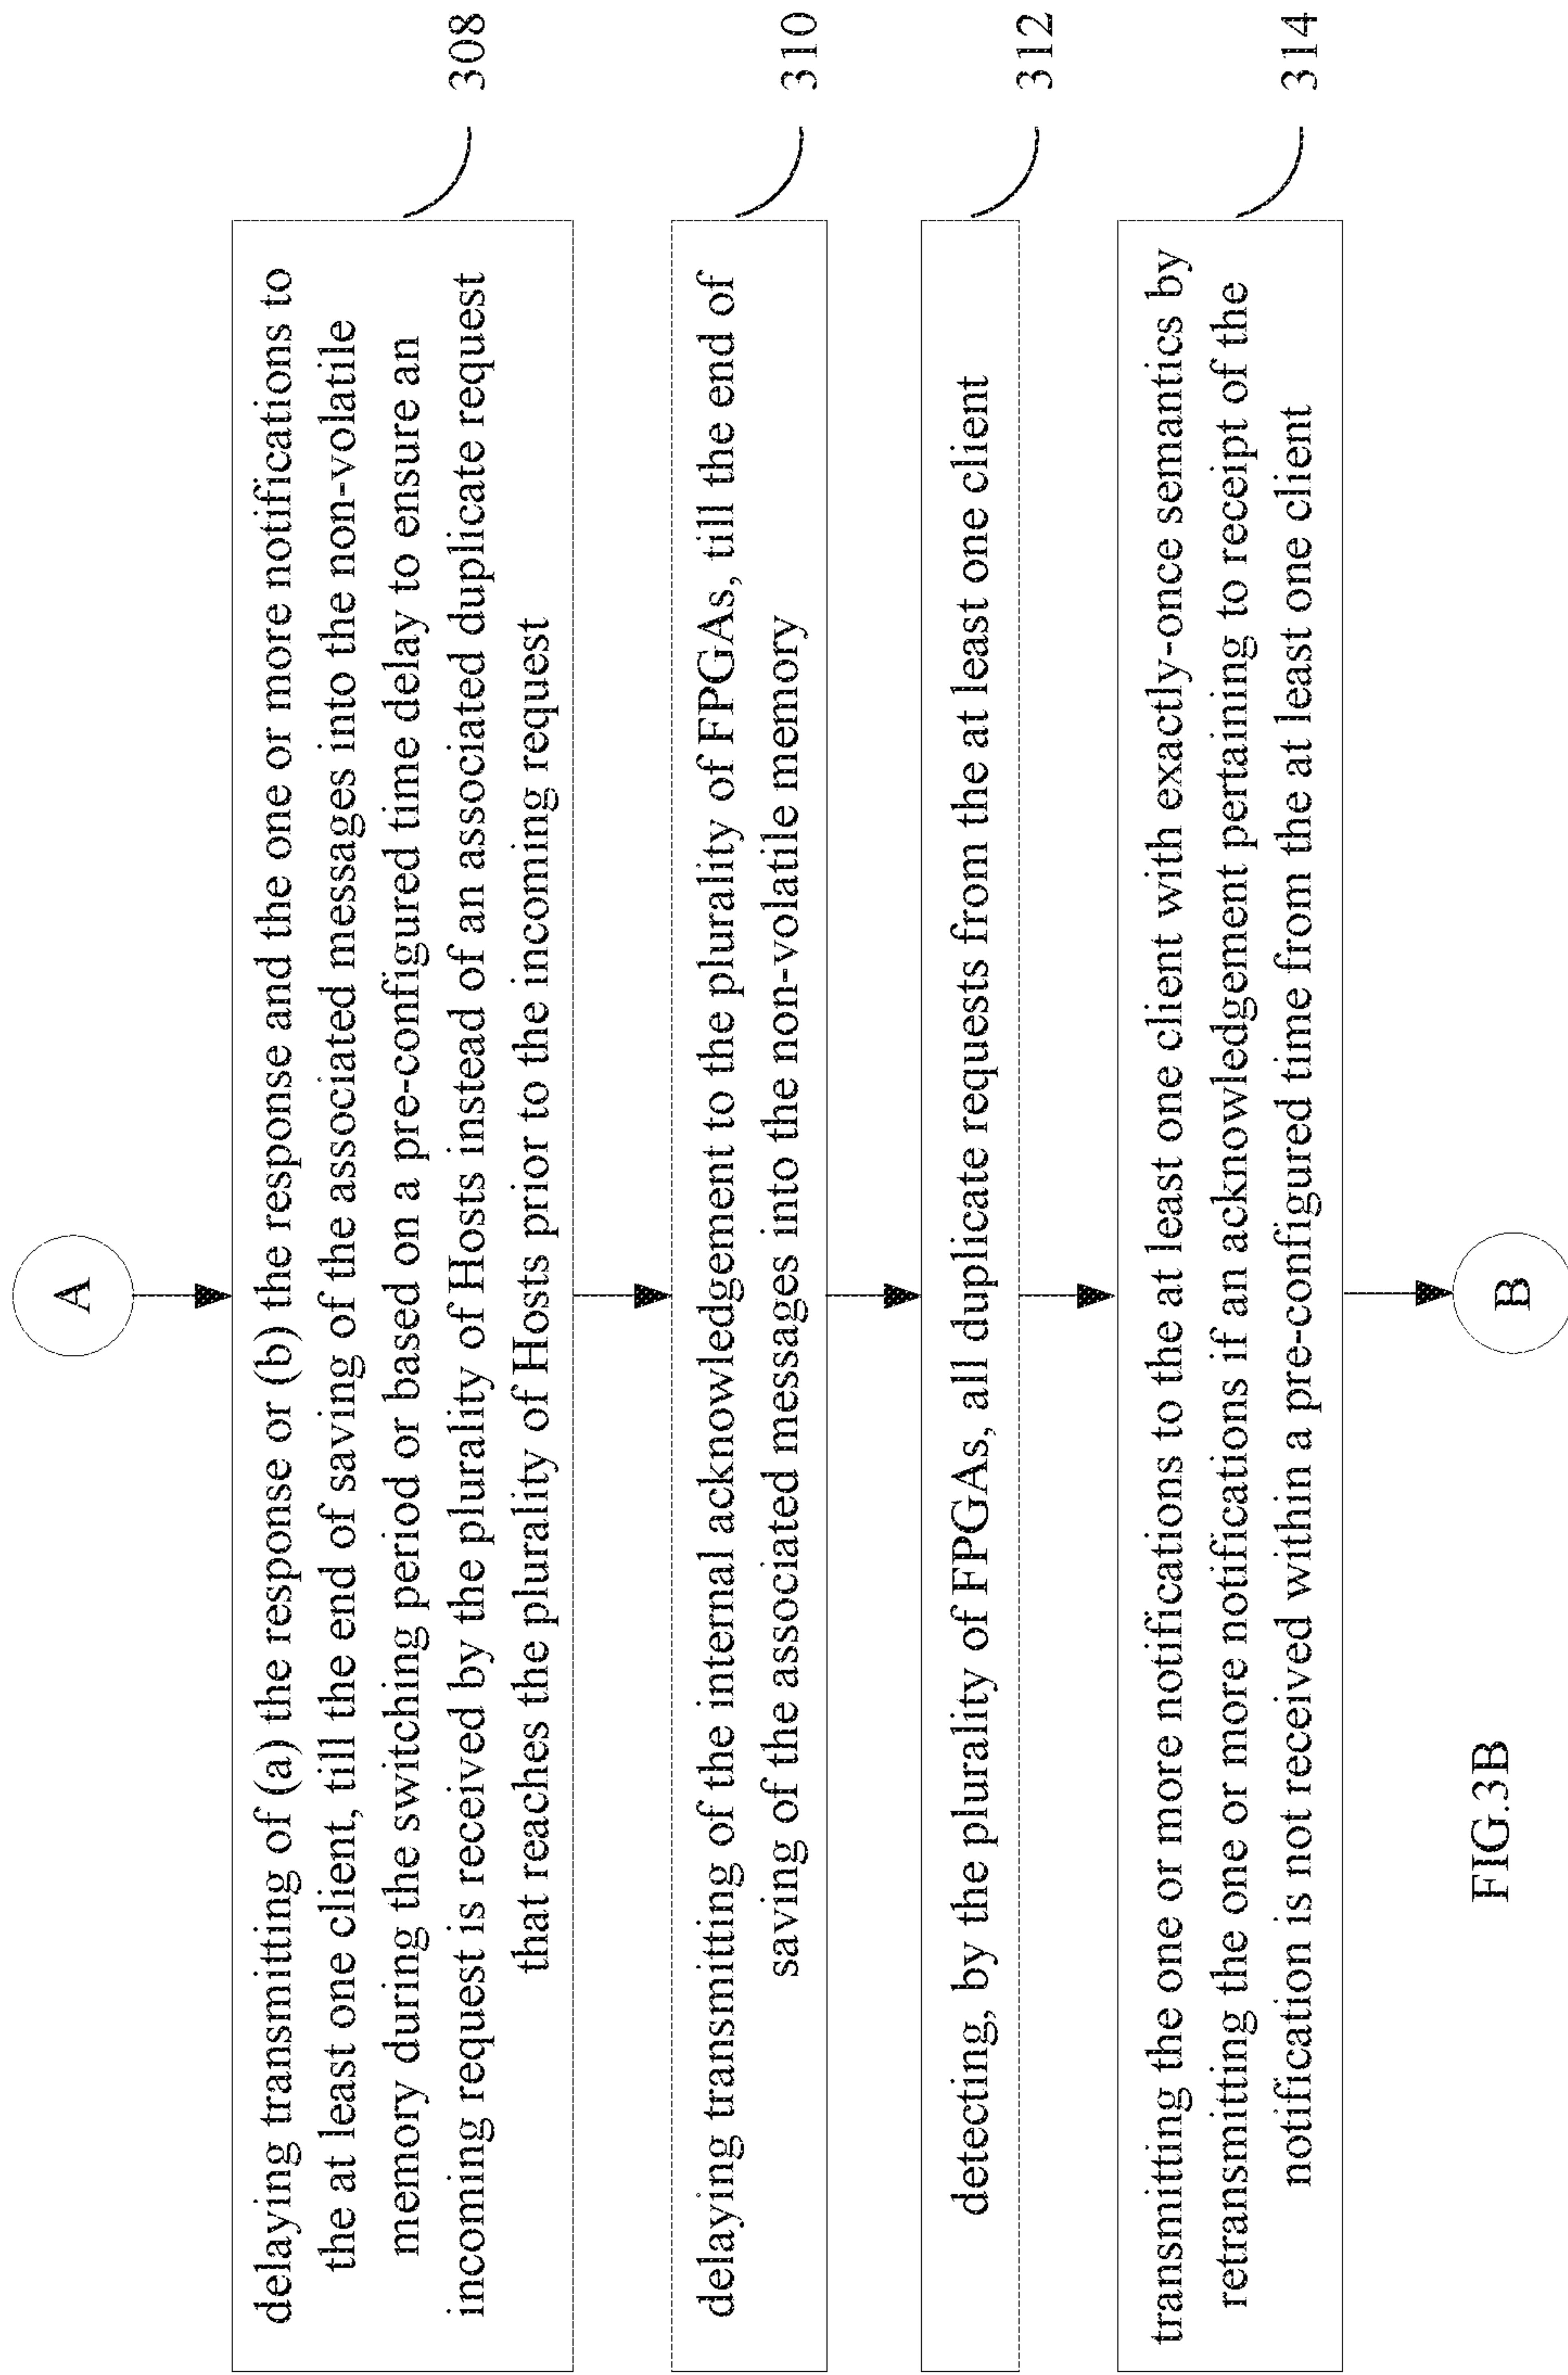 A
delaying transmitting of (a) the response or (b) the response and the one or more notifications to
the at least one client, till the end of saving of the associated messages into the non-volatile
memory during the switching period or based on a pre-configured time delay to ensure an
incoming request is received by the plurality of Hosts instead of an associated duplicate request
that reaches the plurality of Hosts prior to the incoming request
308
delaying transmitting of the internal acknowledgement to the plurality of FPGAs, till the end of
saving of the associated messages into the non-volatile memory
310
detecting, by the plurality of FPGAs, all duplicate requests from the at least one client
312
transmitting the one or more notifications to the at least one client with exactly-once semantics by
retransmitting the one or more notifications if an acknowledgement pertaining to receipt of the
notification is not received within a pre-configured time from the at least one client
314
B
FIG.3B